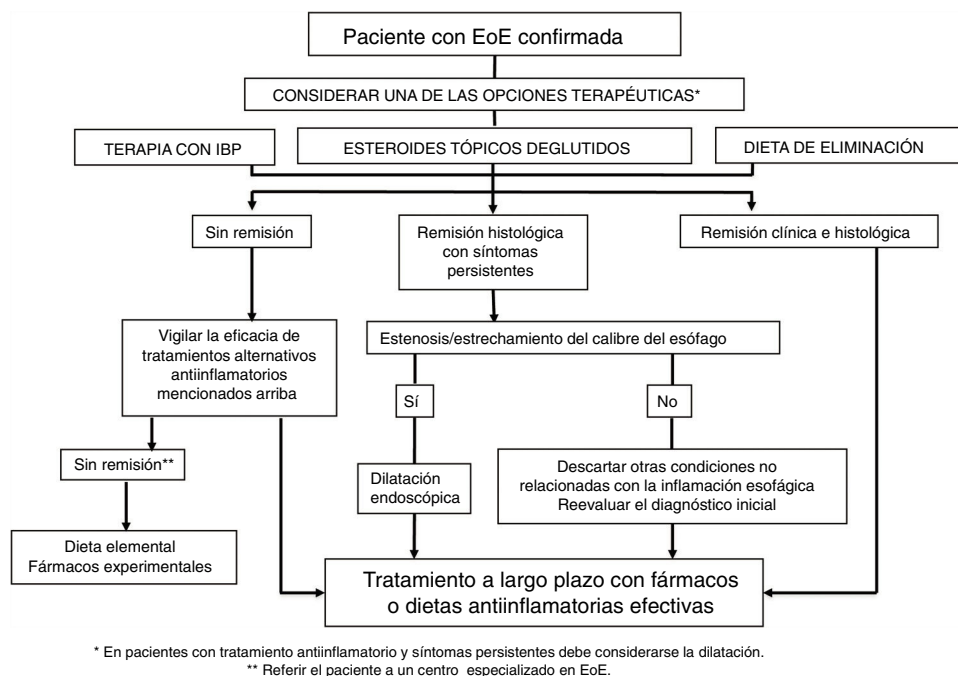 Paciente con EoE confirmada
CONSIDERAR UNA DE LAS OPCIONES TERAPÉUTICAS*
TERAPIA CON IBP
ESTEROIDES TÓPICOS DEGLUTIDOS
DIETA DE ELIMINACIÓN
Sin remisión
Remisión histológica
con síntomas
persistentes
Remisión clínica e histológica
Vigilar la eficacia de
tratamientos alternativos
antiinflamatorios
mencionados arriba
Estenosis/estrechamiento del calibre del esófago
Sí
No
Sin remisión**
Dilatación
endoscópica
Descartar otras condiciones no
relacionadas con la inflamación esofágica
Reevaluar el diagnóstico inicial
Dieta elemental
Fármacos experimentales
Tratamiento a largo plazo con fármacos
o dietas antiinflamatorias efectivas
* En pacientes con tratamiento antiinflamatorio y síntomas persistentes debe considerarse la dilatación.
** Referir el paciente a un centro especializado en EoE.